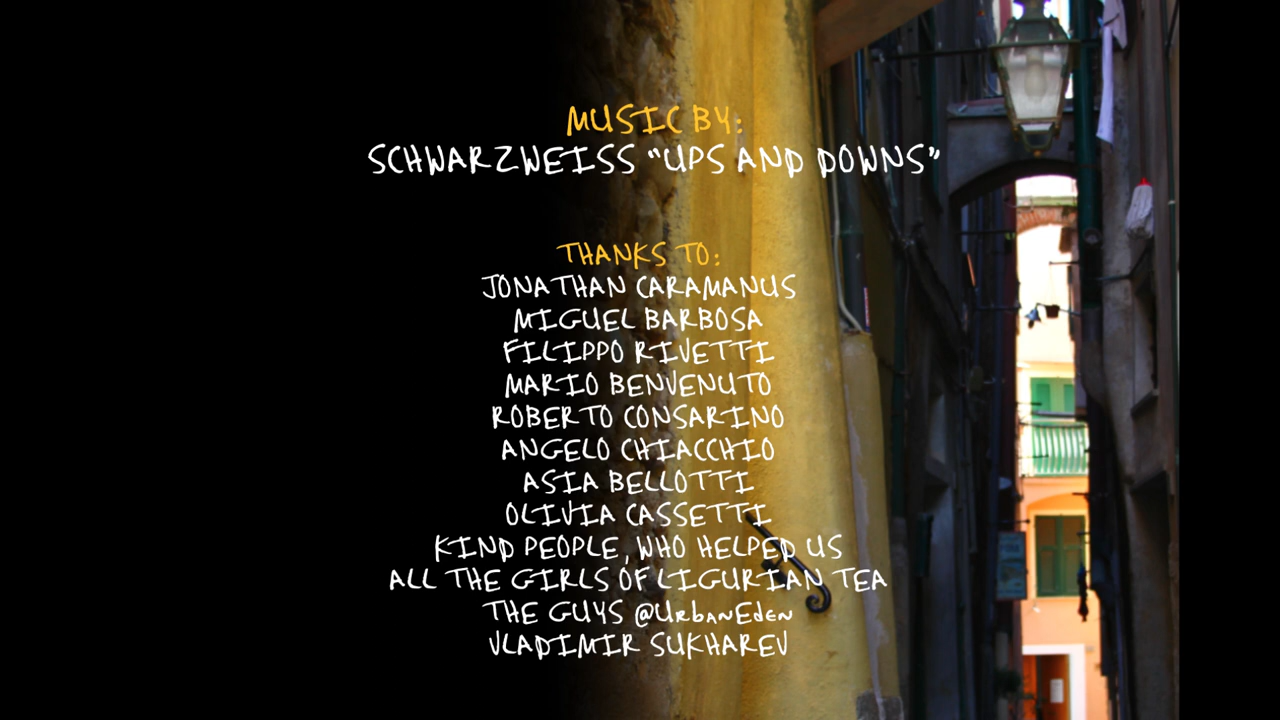 MUSIC BY:
SCHWARZWEISS “UPS AND DOWNS”
THANKS TO:
JONATHAN CARAMANUS
MIGUEL BARBOSA
FILIPPO RIVETTI
MARIO BENVENUTO
ROBERTO CONSARINO
ANGELO CHIACCHIO
ASIA BELLOTTI
OLIVIA CASSETTI
KIND PEOPLE, WHO HELPED US
ALL THE GIRLS OF LIGURIAN TEA
THE GUYS @UrbanEden
VLADIMIR SUKHAREV